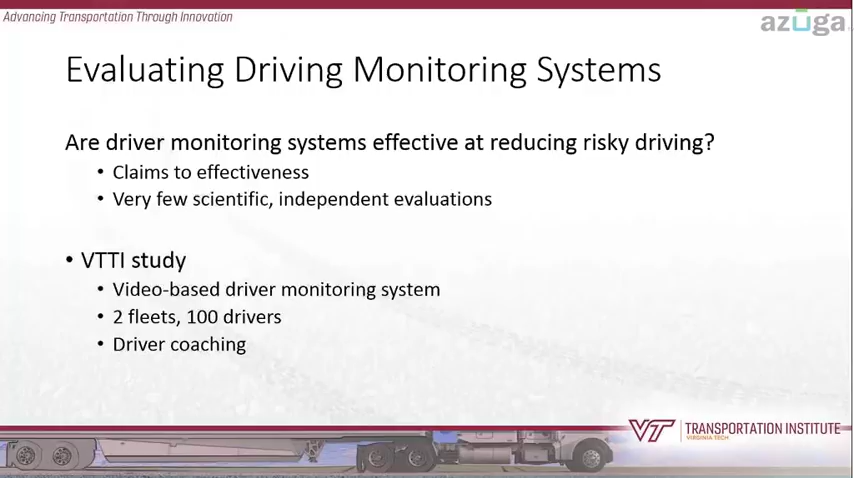 Advancing Transportation Through Innovation
azuga
Evaluating Driving Monitoring Systems
Are driver monitoring systems effective at reducing risky driving?
• Claims to effectiveness
• Very few scientific, independent evaluations
• VTTI study
• Video-based driver monitoring system
• 2 fleets, 100 drivers
• Driver coaching
VT TRANSPORTATION INSTITUTE
VIRGINIA TECH